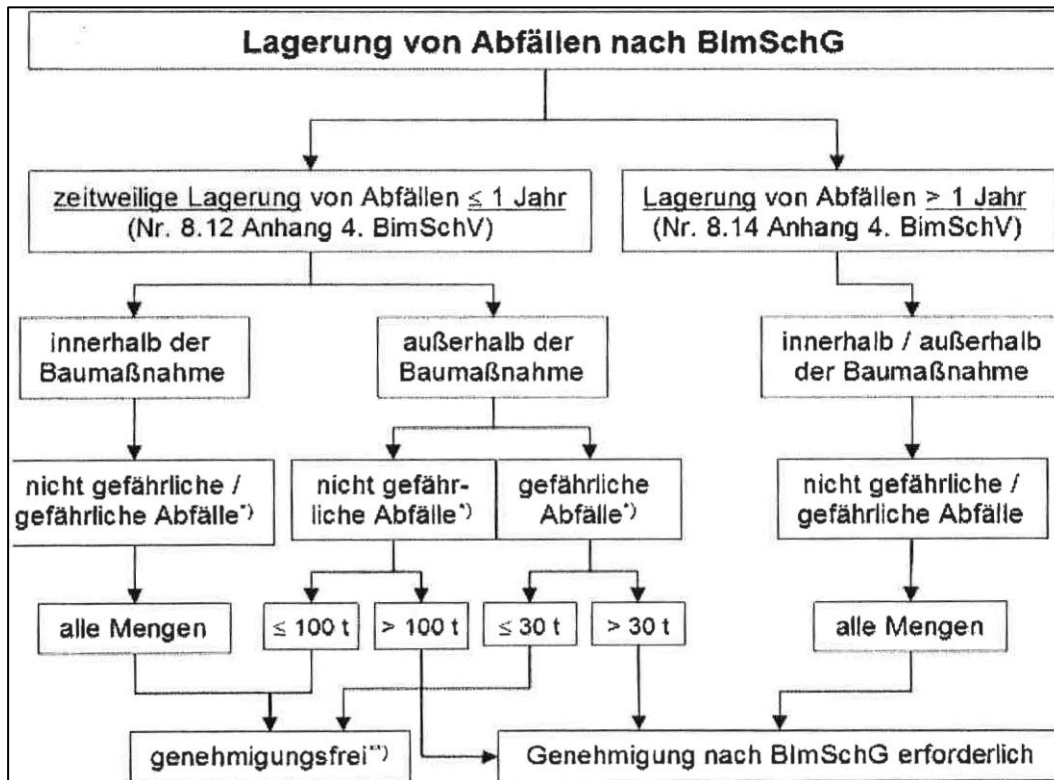 Lagerung von Abfällen nach BImSchG
zeitweilige Lagerung von Abfällen ≤ 1 Jahr
(Nr. 8.12 Anhang 4. BimSchV)
Lagerung von Abfällen > 1 Jahr
(Nr. 8.14 Anhang 4. BimSchV)
innerhalb der
Baumaßnahme
außerhalb der
Baumaßnahme
innerhalb / außerhalb
der Baumaßnahme
nicht gefährliche /
gefährliche Abfälle*)
nicht gefähr-
liche Abfälle*)
gefährliche
Abfälle*)
nicht gefährliche /
gefährliche Abfälle
alle Mengen
≤ 100 t
> 100 t
≤ 30 t
> 30 t
alle Mengen
genehmigungsfrei**)
Genehmigung nach BImSchG erforderlich